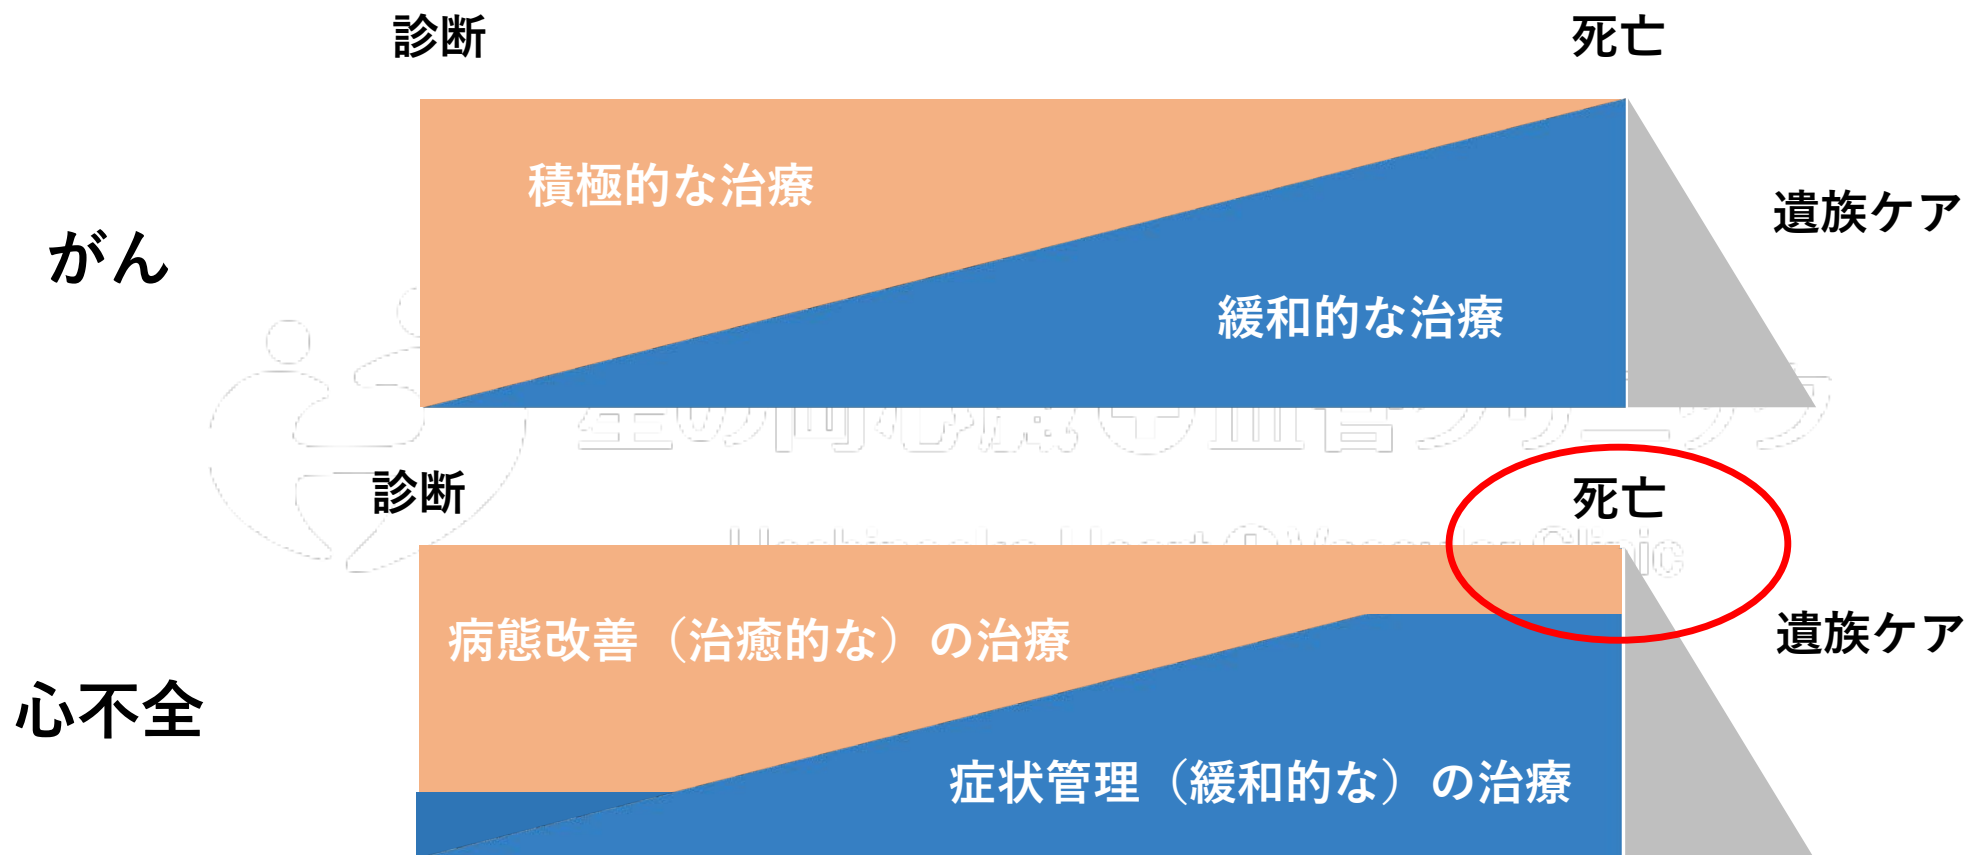 診断
死亡
積極的な治療
遺族ケア
がん
緩和的な治療
診断
死亡
病態改善（治癒的な）の治療
遺族ケア
心不全
症状管理（緩和的な）の治療